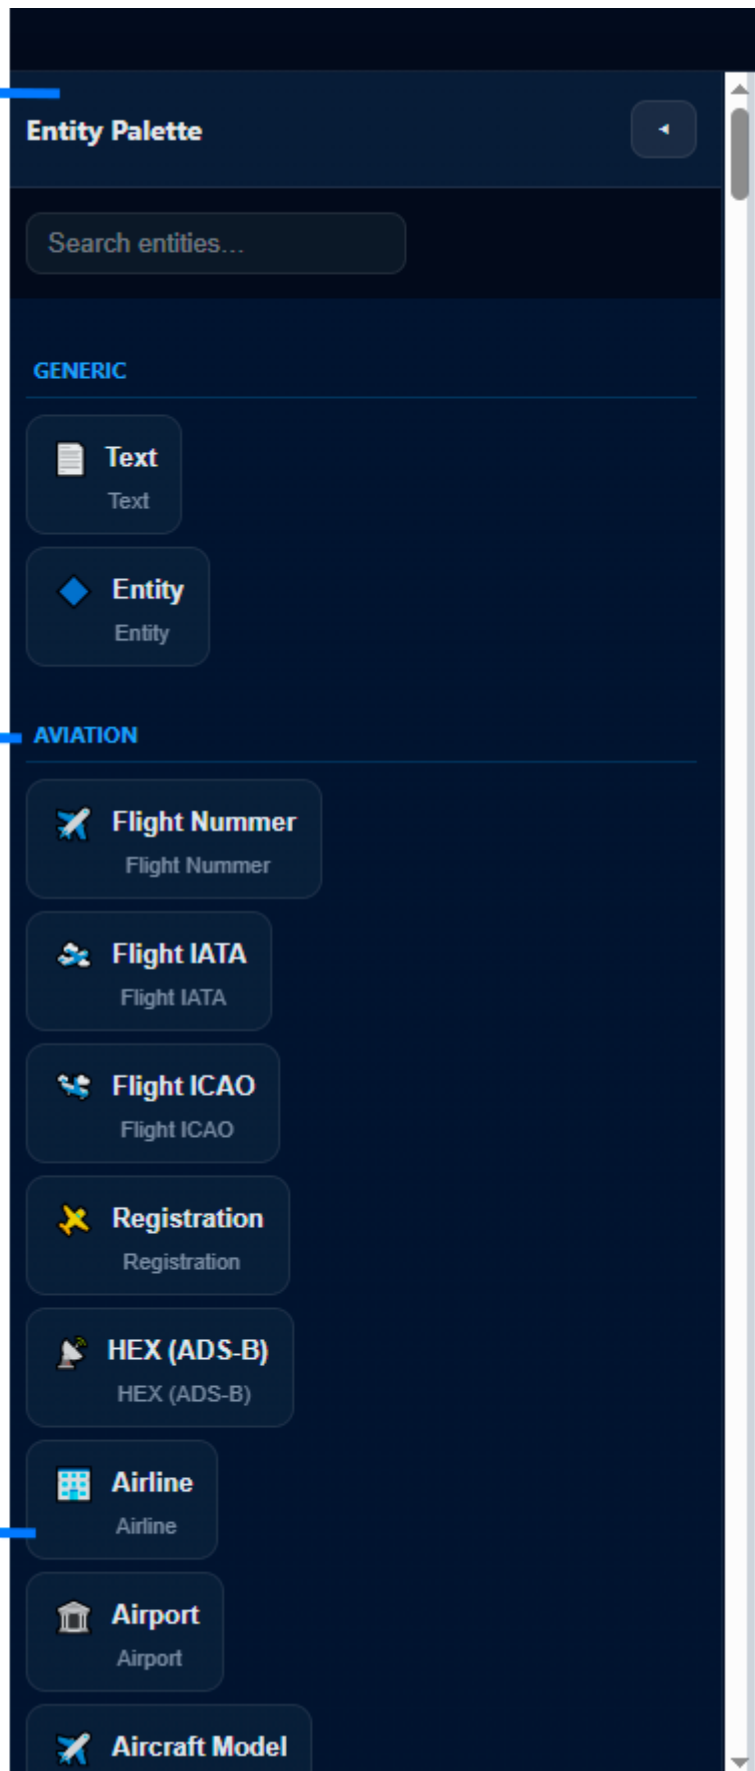 Entity Palette
Search entities...
GENERIC
Text
Text
Entity
Entity
AVIATION
Flight Nummer
Flight Nummer
Flight IATA
Flight IATA
Flight ICAO
Flight ICAO
Registration
Registration
HEX (ADS-B)
HEX (ADS-B)
Airline
Airline
Airport
Airport
Aircraft Model